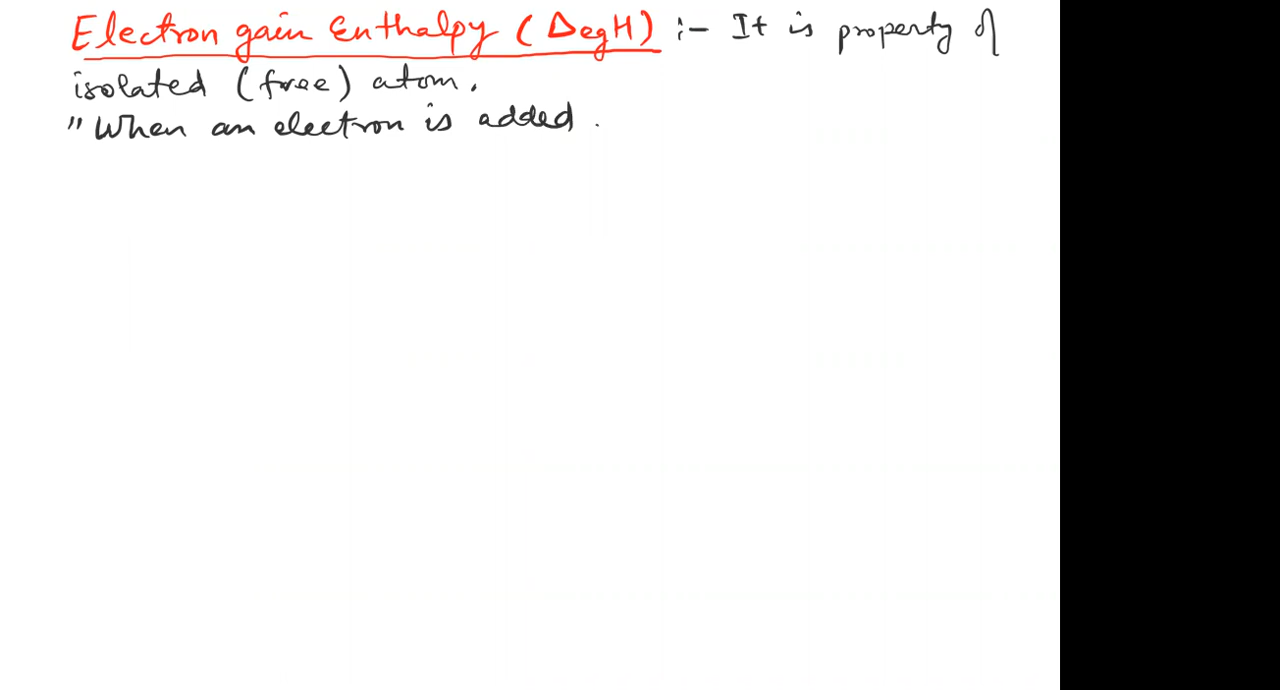 Electron gain Enthalpy (ΔegH) :- It is property of
isolated (free) atom.
"When an electron is added.